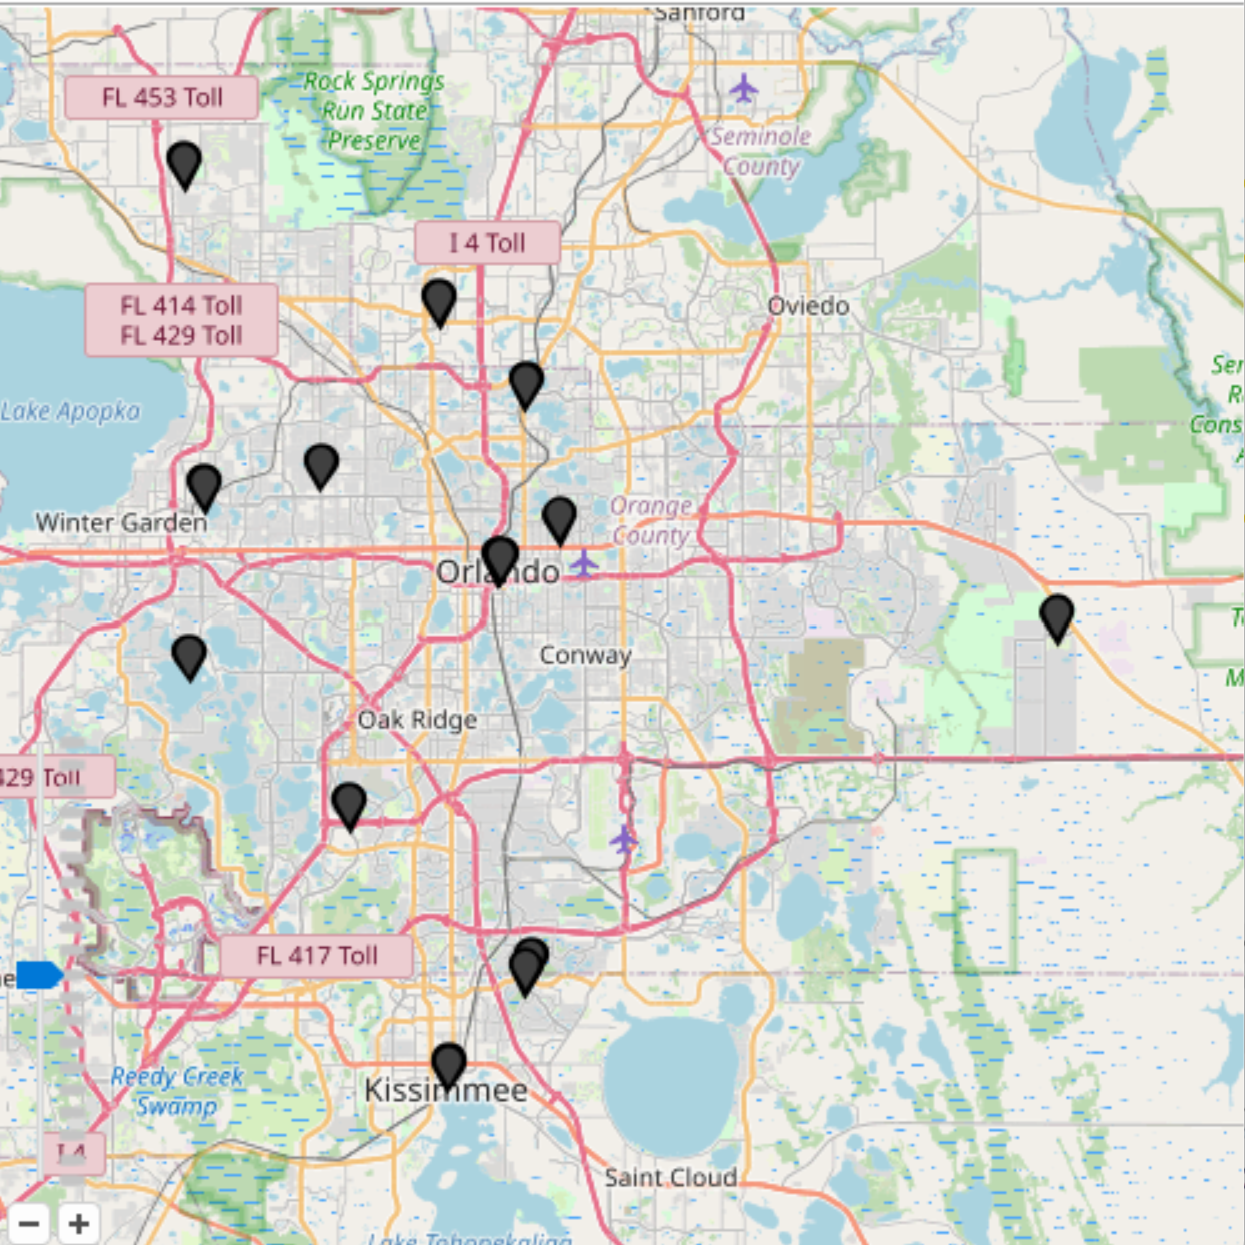 Sanford
FL 453 Toll
Rock Springs
Run State
Preserve
Seminole
County
I 4 Toll
FL 414 Toll
FL 429 Toll
Oviedo
Lake Apopka
Winter Garden
Orange
County
Orlando
Conway
Oak Ridge
429 Toll
FL 417 Toll
Reedy Creek
Swamp
Kissimmee
I 4
Saint Cloud
− +